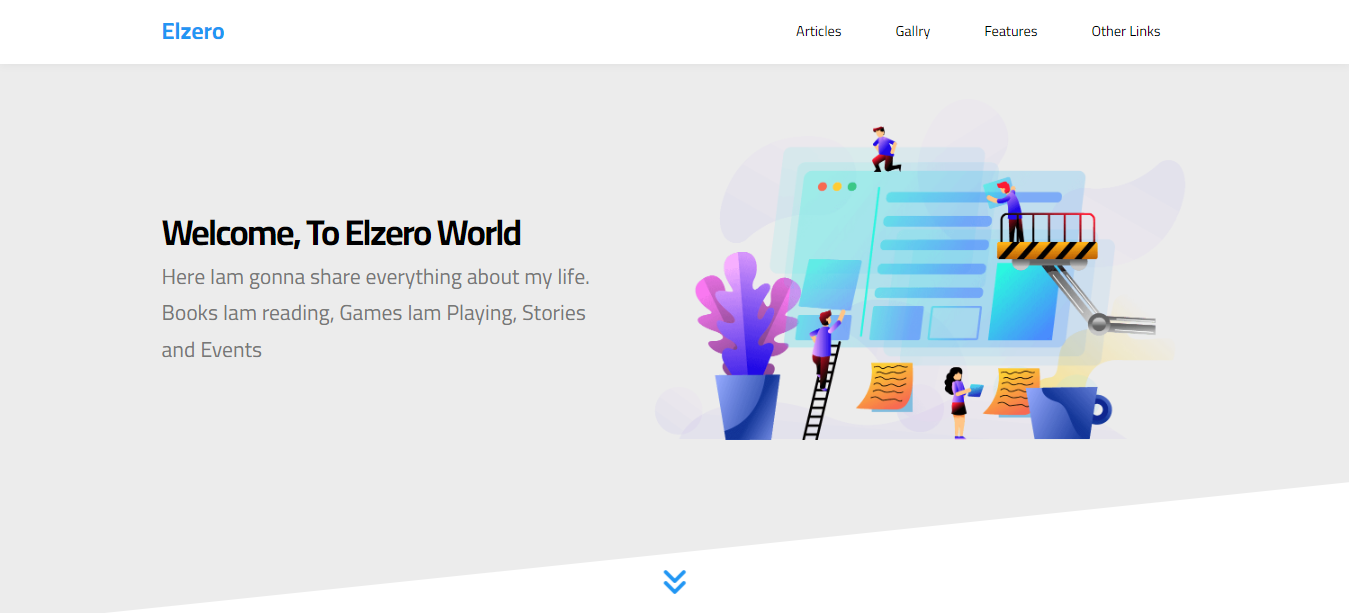 Elzero
Articles
Gallry
Features
Other Links
Welcome, To Elzero World
Here Iam gonna share everything about my life.
Books Iam reading, Games Iam Playing, Stories
and Events